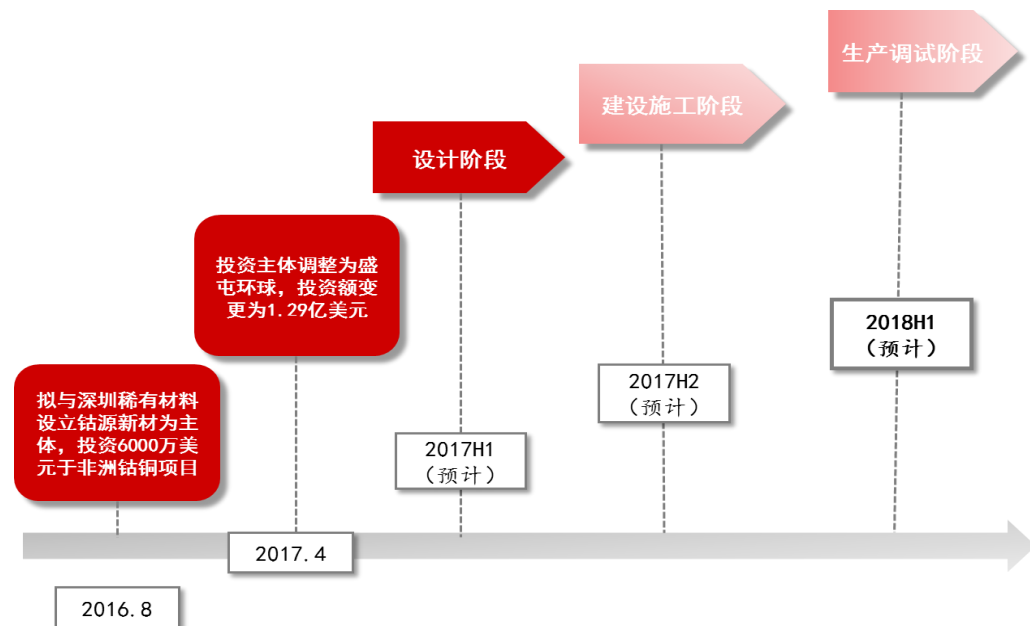 生产调试阶段
建设施工阶段
设计阶段
投资主体调整为盛
屯环球，投资额变
更为1.29亿美元
2018H1
（预计）
拟与深圳稀有材料
设立钴源新材为主
体，投资6000万美
元于非洲钴铜项目
2017H2
（预计）
2017H1
（预计）
2017.4
2016.8